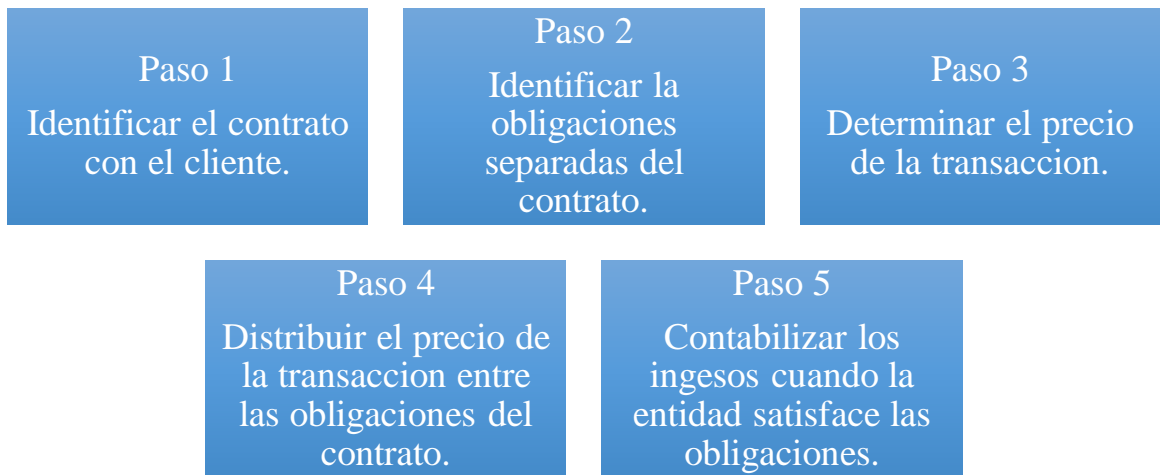 Paso 1
Identificar el contrato
con el cliente.
Paso 2
Identificar la
obligaciones
separadas del
contrato.
Paso 3
Determinar el precio
de la transaccion.
Paso 4
Distribuir el precio de
la transaccion entre
las obligaciones del
contrato.
Paso 5
Contabilizar los
ingesos cuando la
entidad satisface las
obligaciones.